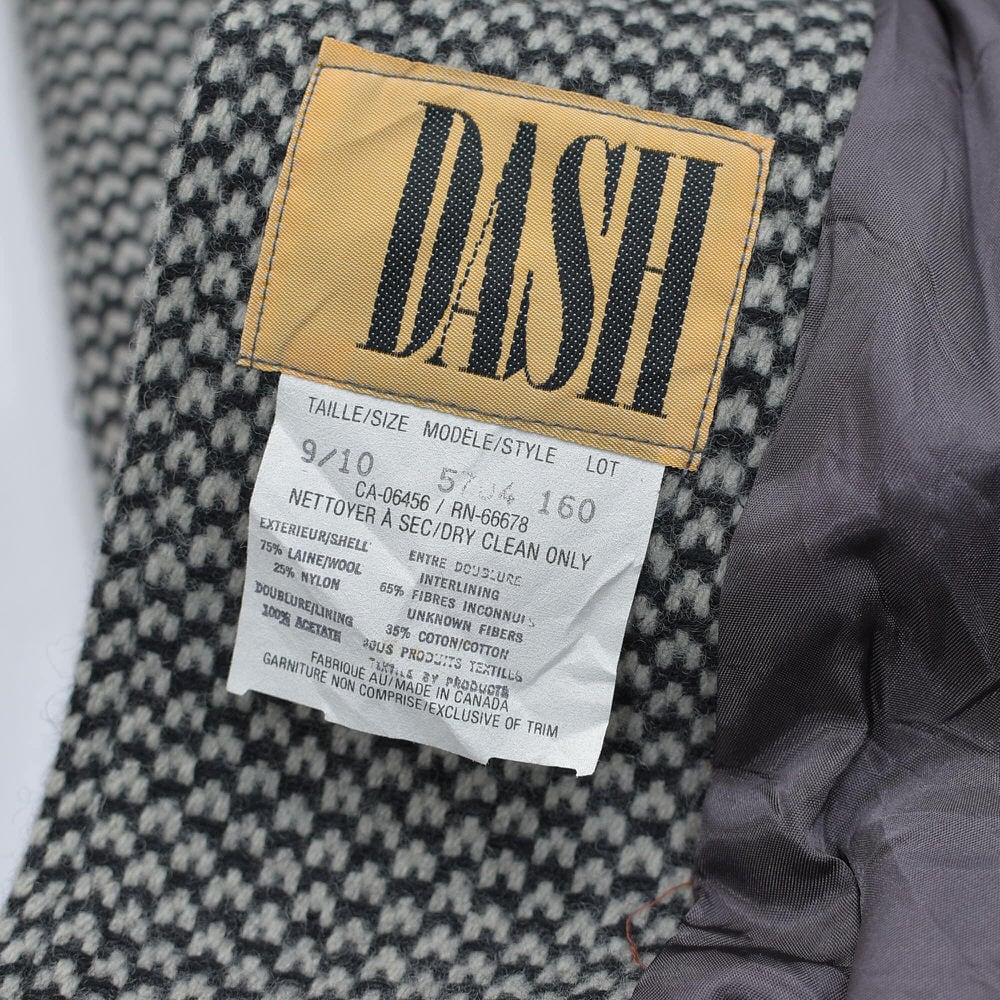 DASH
TAILLE/SIZE MODÈLE/STYLE LOT
9/10 160
CA-06456 / RN-66678
NETTOYER À SEC/DRY CLEAN ONLY
EXTERIEUR/SHELL
75% LAINE/WOOL
25% NYLON
DOUBLURE/LINING
100% ACETATE
ENTRE DOUBLURE
INTERLINING
65% FIBRES INCONNUS
UNKNOWN FIBERS
35% COTON/COTTON
SOUS PRODUITS TEXTILES
TEXTILE BY PRODUCTS
FABRIQUE AU/MADE IN CANADA
GARNITURE NON COMPRISE/EXCLUSIVE OF TRIM